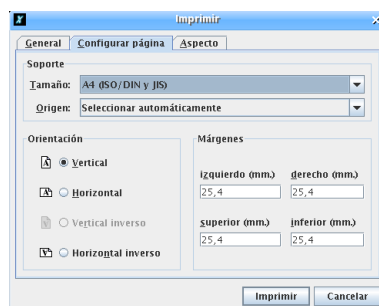 Imprimir
General Configurar página Aspecto
Soporte
Tamaño: A4 (ISO/DIN y JIS)
Origen: Seleccionar automáticamente
Orientación
Vertical
Horizontal
Vertical inverso
Horizontal inverso
Márgenes
izquierdo (mm.) derecho (mm.)
25,4 25,4
superior (mm.) inferior (mm.)
25,4 25,4
Imprimir Cancelar